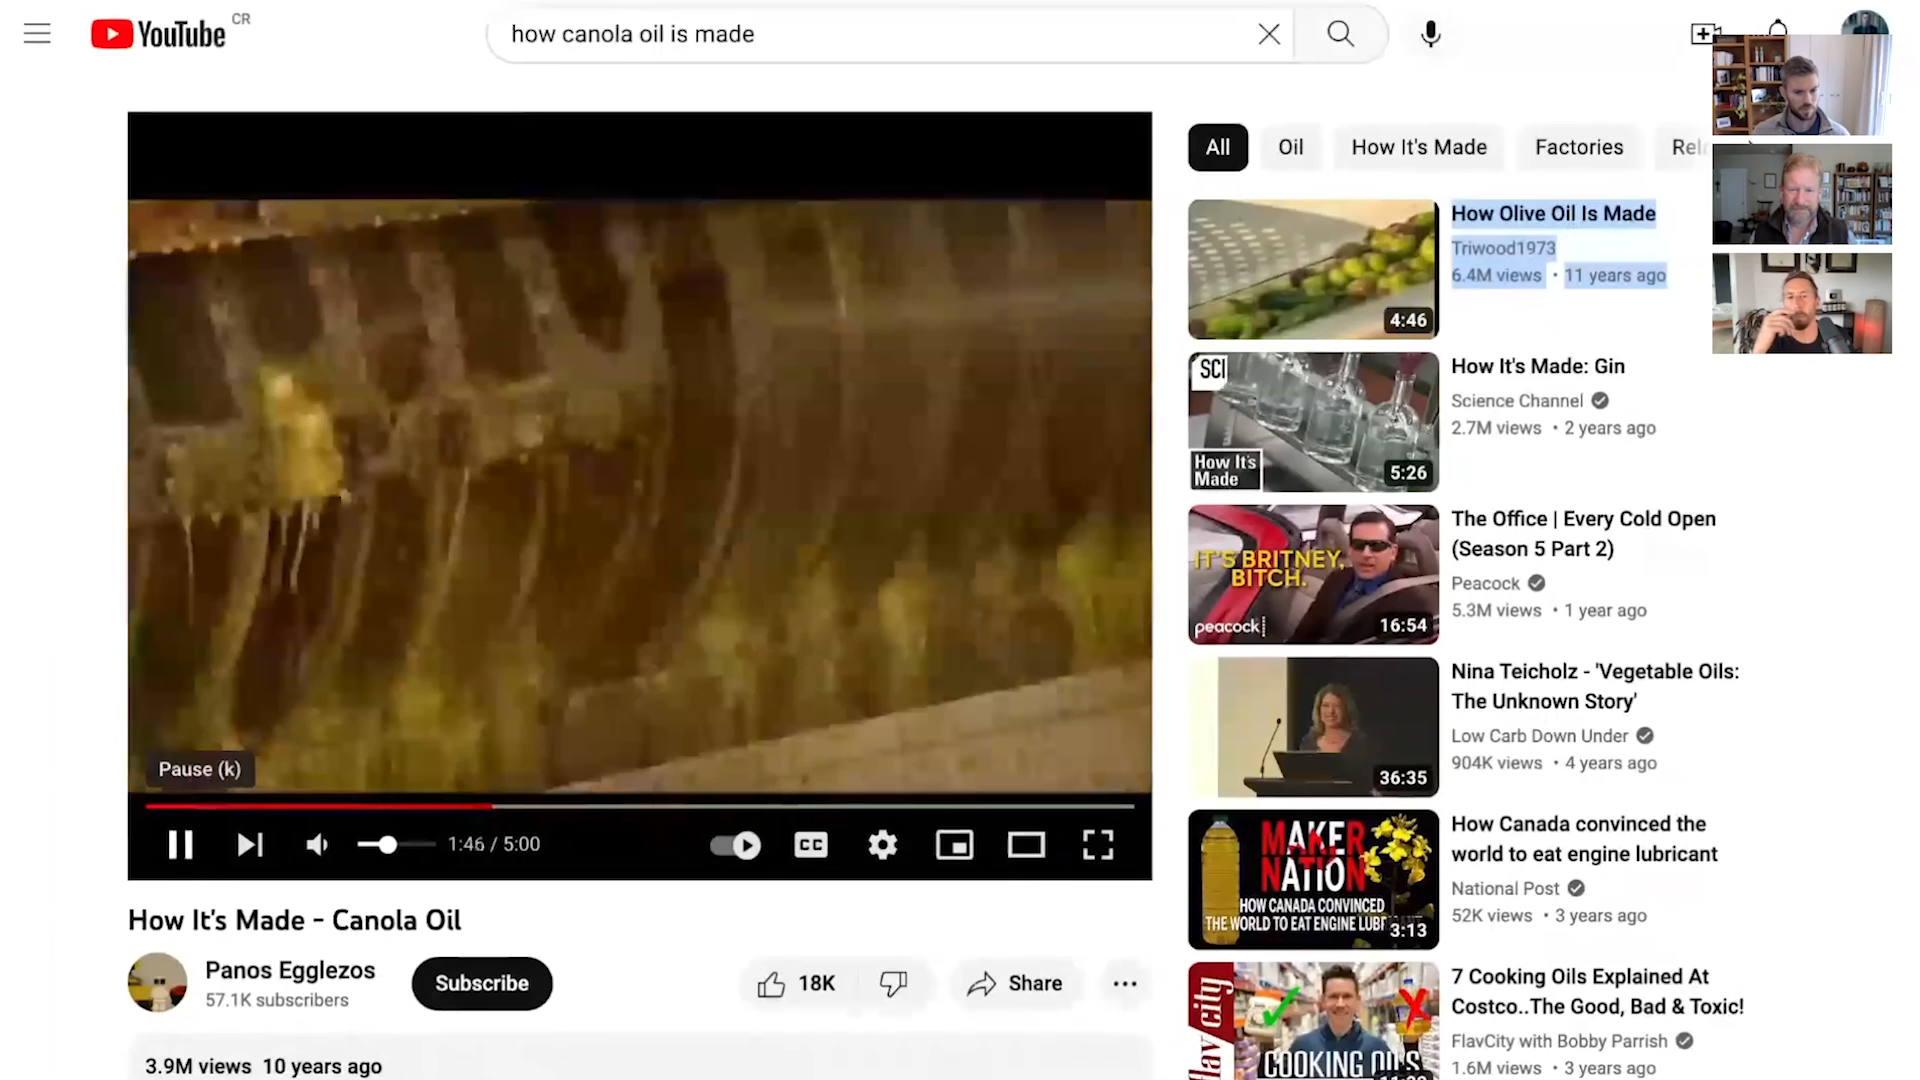 YouTube CR
how canola oil is made
All
Oil
How It's Made
Factories
How Olive Oil Is Made
Triwood1973
6.4M views • 11 years ago
4:46
SCI
How It's Made
5:26
How It's Made: Gin
Science Channel
2.7M views • 2 years ago
IT'S BRITNEY,
BITCH.
peacock
16:54
The Office | Every Cold Open
(Season 5 Part 2)
Peacock
5.3M views • 1 year ago
36:35
Nina Teicholz - 'Vegetable Oils:
The Unknown Story'
Low Carb Down Under
904K views • 4 years ago
MAKER
NATION
HOW CANADA CONVINCED
THE WORLD TO EAT ENGINE
3:13
How Canada convinced the
world to eat engine lubricant
National Post
52K views • 3 years ago
flav city
COOKING OILS
7 Cooking Oils Explained At
Costco..The Good, Bad & Toxic!
FlavCity with Bobby Parrish
1.6M views • 3 years ago
Pause (k)
1:46 / 5:00
CC
How It's Made - Canola Oil
Panos Egglezos
57.1K subscribers
Subscribe
18K
Share
3.9M views 10 years ago